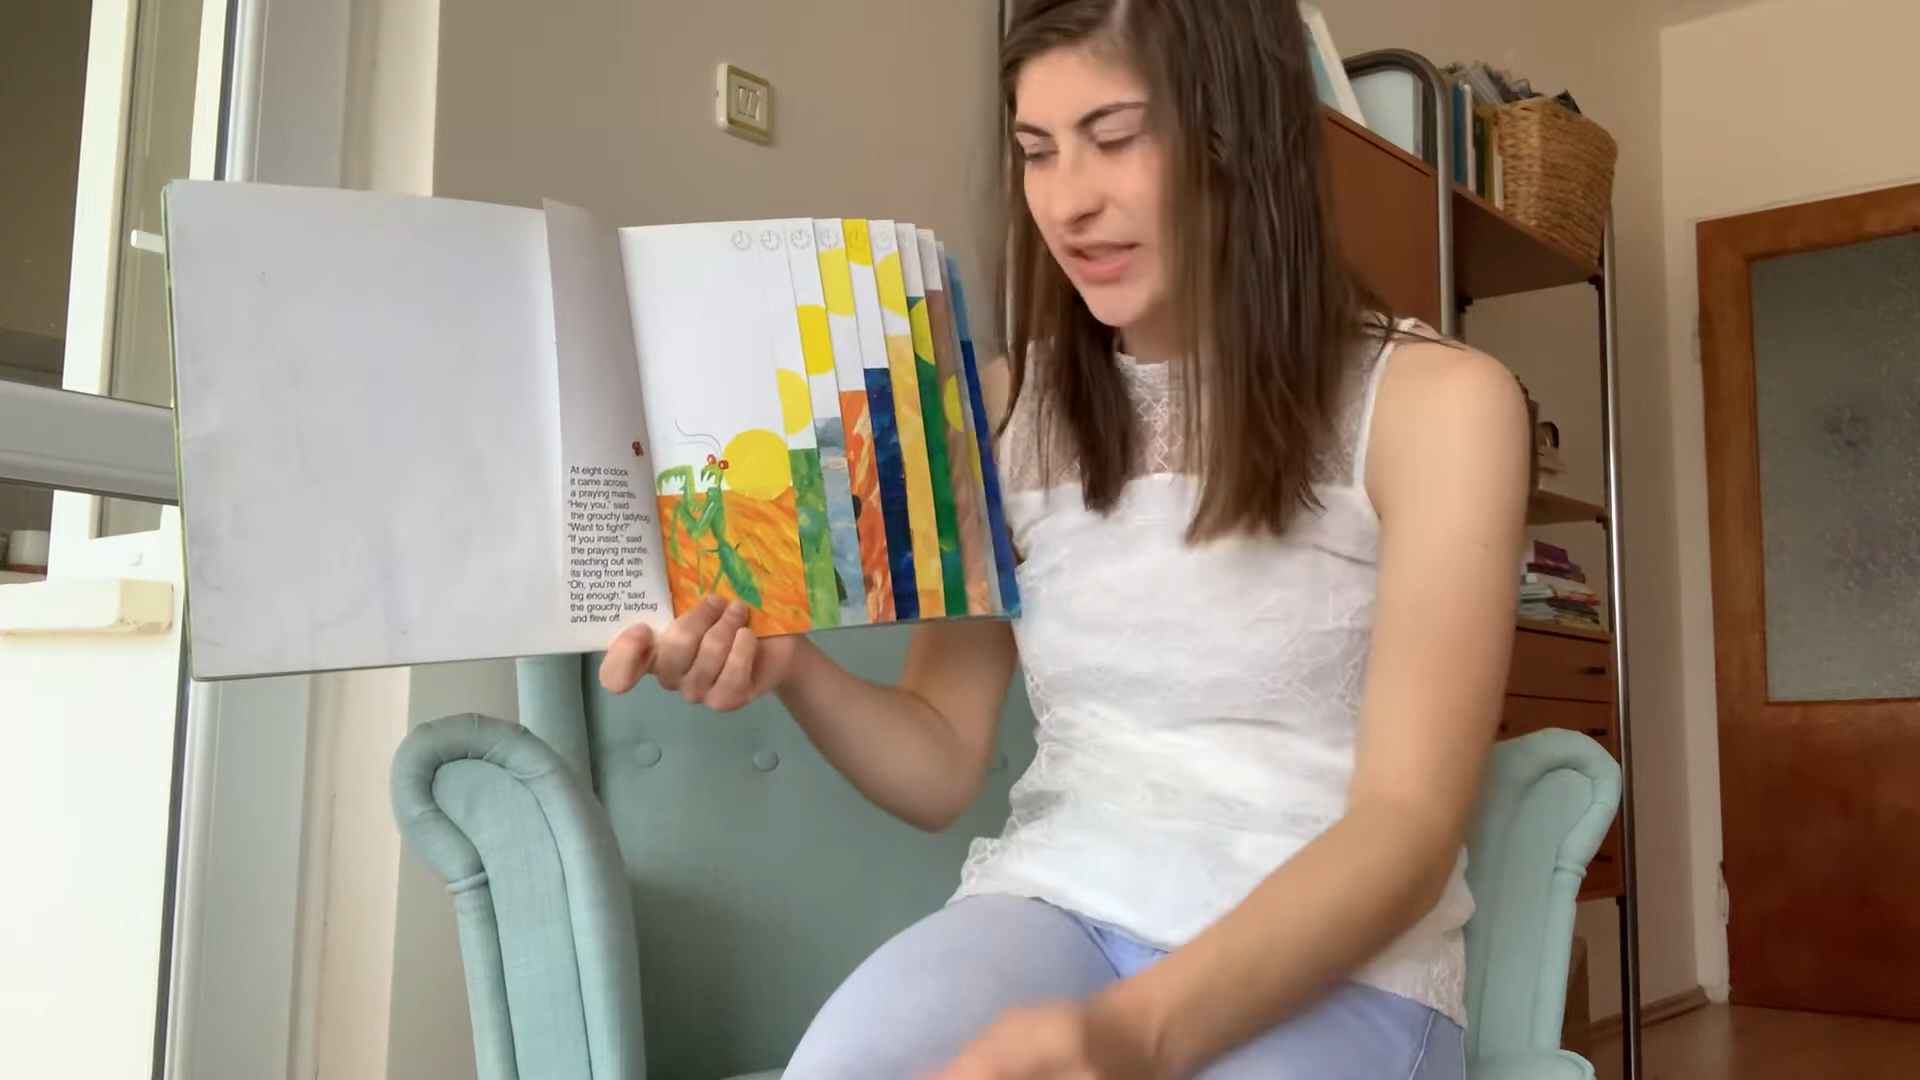 At eight o'clock
it came across
a praying mantis.
"Hey you," said
the grouchy ladybug.
"Want to fight?"
"If you insist," said
the praying mantis,
reaching out with
its long front legs.
"Oh, you're not
big enough," said
the grouchy ladybug
and flew off.